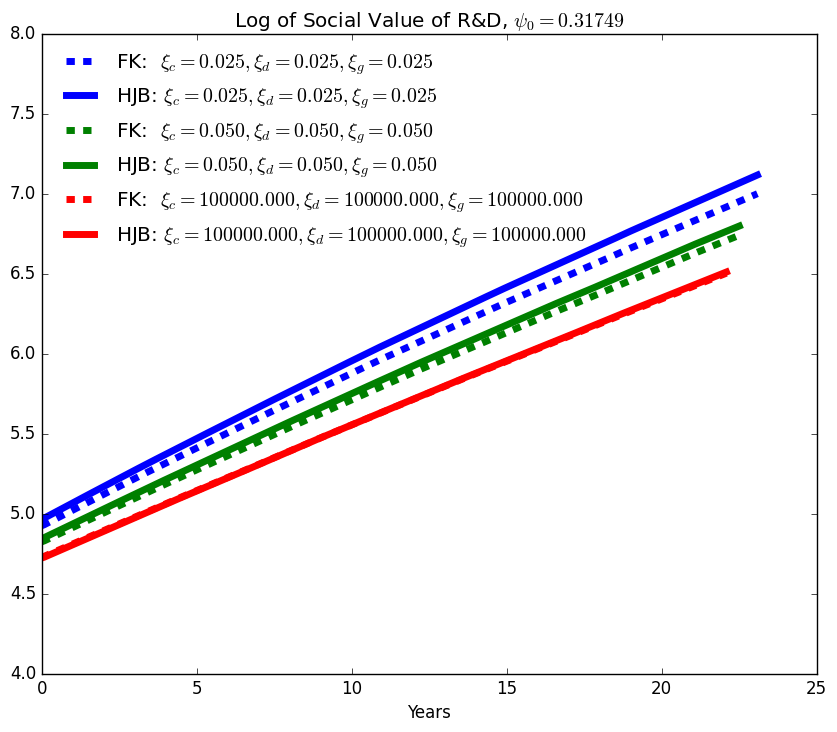 Log of Social Value of R&D, ψ₀ = 0.31749
8.0
7.5
7.0
6.5
6.0
5.5
5.0
4.5
4.0
FK: ξ_c = 0.025, ξ_d = 0.025, ξ_g = 0.025
HJB: ξ_c = 0.025, ξ_d = 0.025, ξ_g = 0.025
FK: ξ_c = 0.050, ξ_d = 0.050, ξ_g = 0.050
HJB: ξ_c = 0.050, ξ_d = 0.050, ξ_g = 0.050
FK: ξ_c = 100000.000, ξ_d = 100000.000, ξ_g = 100000.000
HJB: ξ_c = 100000.000, ξ_d = 100000.000, ξ_g = 100000.000
0 5 10 15 20 25
Years